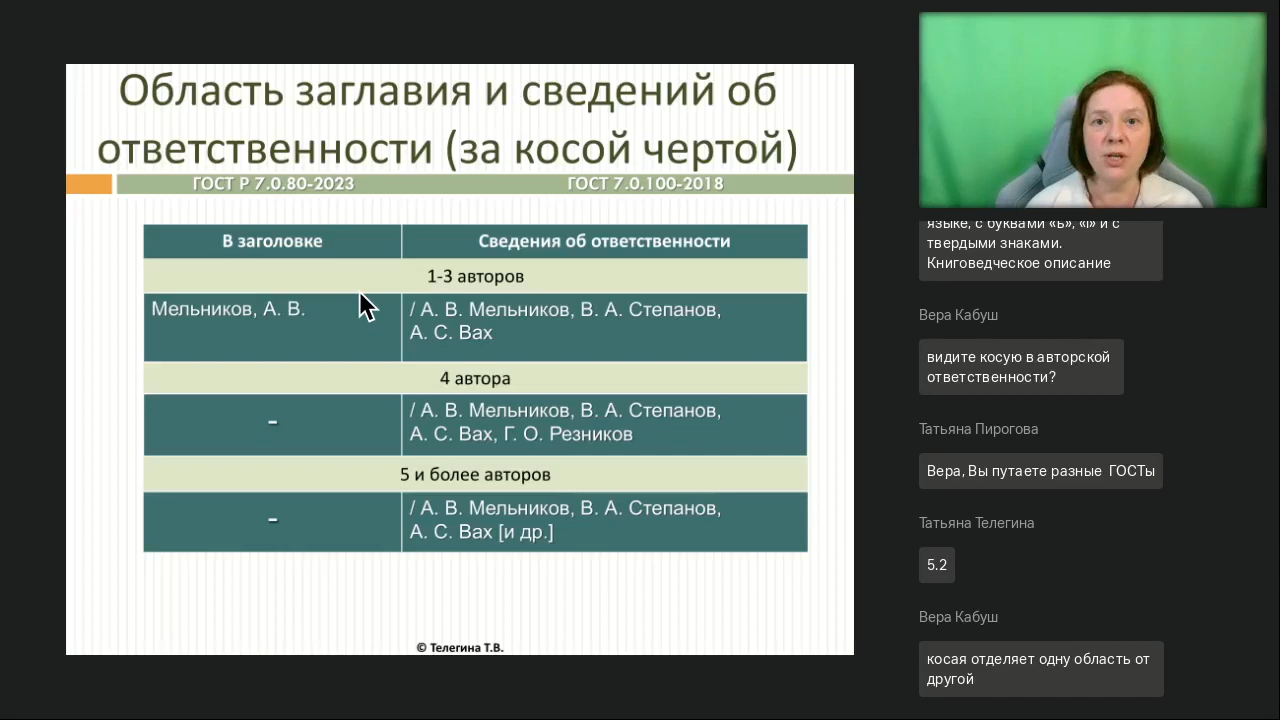 Область заглавия и сведений об
ответственности (за косой чертой)
ГОСТ Р 7.0.80-2023 ГОСТ 7.0.100-2018
В заголовке Сведения об ответственности
1-3 авторов
Мельников, А. В. / А. В. Мельников, В. А. Степанов,
А. С. Вах
4 автора
- / А. В. Мельников, В. А. Степанов,
А. С. Вах, Г. О. Резников
5 и более авторов
- / А. В. Мельников, В. А. Степанов,
А. С. Вах [и др.]
© Телегина Т.В.
языке, с буквами «ѣ», «i» и с
твердыми знаками.
Книговедческое описание
Вера Кабуш
видите косую в авторской
ответственности?
Татьяна Пирогова
Вера, Вы путаете разные ГОСТы
Татьяна Телегина
5.2
Вера Кабуш
косая отделяет одну область от
другой